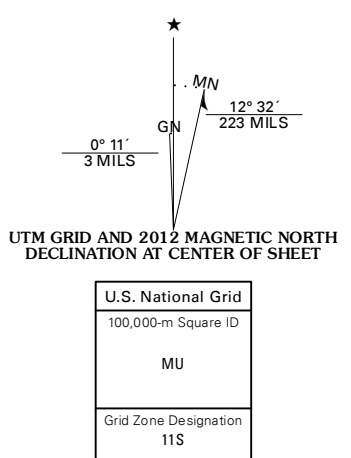 ★
MN
12° 32´
223 MILS
GN
0° 11´
3 MILS
UTM GRID AND 2012 MAGNETIC NORTH
DECLINATION AT CENTER OF SHEET
U.S. National Grid
100,000-m Square ID
MU
Grid Zone Designation
11S